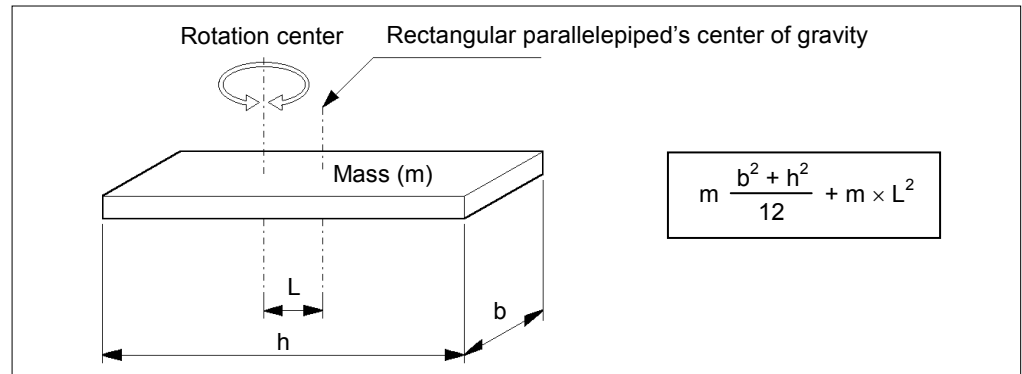 Rotation center
Rectangular parallelepiped's center of gravity
Mass (m)
m (b² + h²)/12 + m × L²
L
b
h